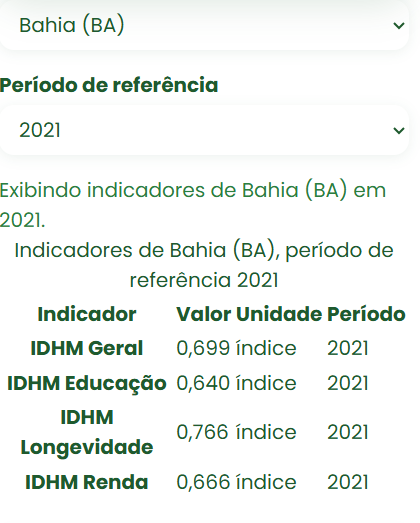 Bahia (BA)
Período de referência
2021
Exibindo indicadores de Bahia (BA) em
2021.
Indicadores de Bahia (BA), período de
referência 2021
Indicador Valor Unidade Período
IDHM Geral 0,699 índice 2021
IDHM Educação 0,640 índice 2021
IDHM
Longevidade 0,766 índice 2021
IDHM Renda 0,666 índice 2021